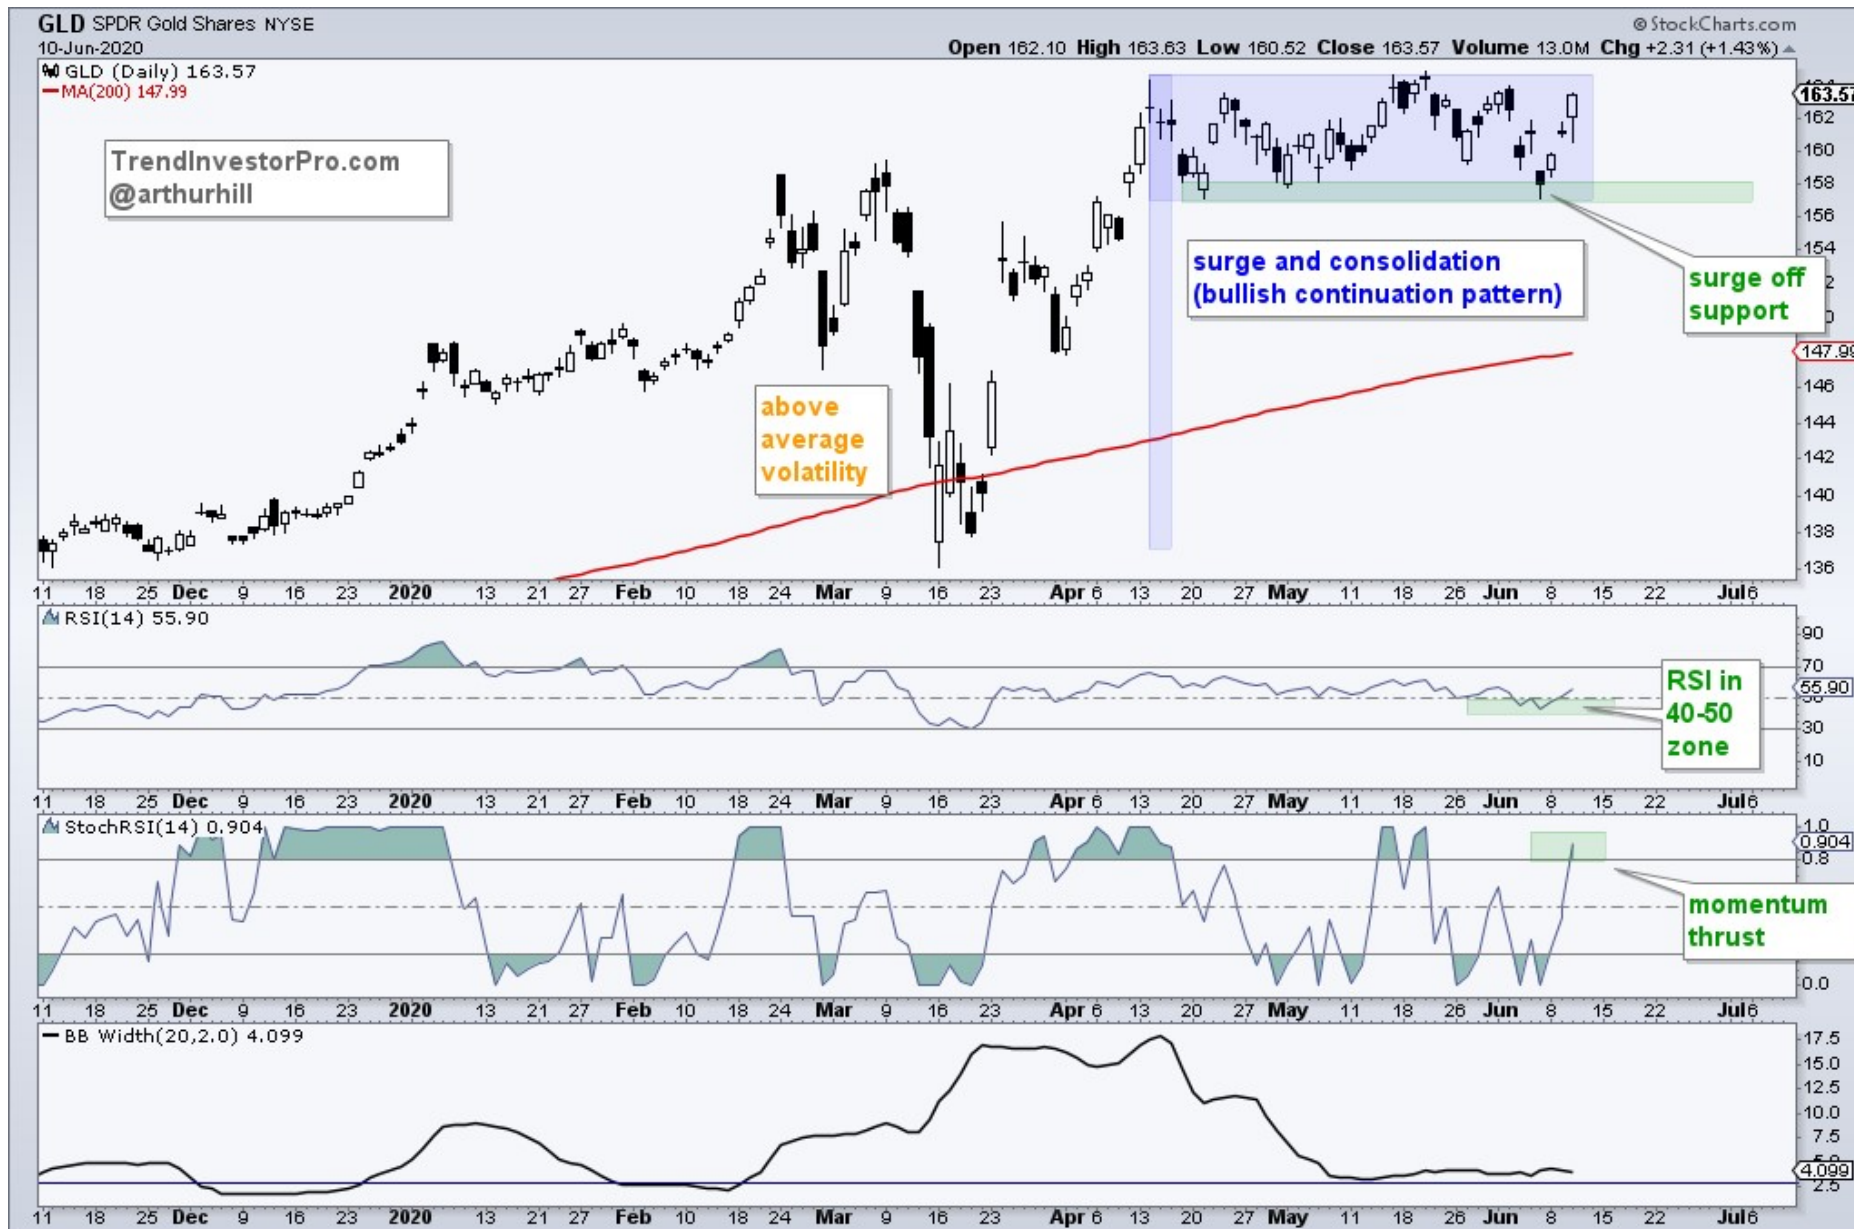 GLD SPDR Gold Shares NYSE
© StockCharts.com
10-Jun-2020
Open 162.10 High 163.63 Low 160.52 Close 163.57 Volume 13.0M Chg +2.31 (+1.43%)
GLD (Daily) 163.57
MA(200) 147.99
TrendInvestorPro.com
@arthurhill
above
average
volatility
surge and consolidation
(bullish continuation pattern)
surge off
support
163.57
162
160
158
156
154
147.99
146
144
142
140
138
136
11 18 25 Dec 9 16 23 2020 13 21 27 Feb 10 18 24 Mar 9 16 23 Apr 6 13 20 27 May 11 18 26 Jun 8 15 22 Jul 6
RSI(14) 55.90
90
70
55.90
30
10
RSI in
40-50
zone
11 18 25 Dec 9 16 23 2020 13 21 27 Feb 10 18 24 Mar 9 16 23 Apr 6 13 20 27 May 11 18 26 Jun 8 15 22 Jul 6
StochRSI(14) 0.904
1.0
0.904
0.8
0.0
momentum
thrust
11 18 25 Dec 9 16 23 2020 13 21 27 Feb 10 18 24 Mar 9 16 23 Apr 6 13 20 27 May 11 18 26 Jun 8 15 22 Jul 6
BB Width(20,2.0) 4.099
17.5
15.0
12.5
10.0
7.5
4.099
2.5
11 18 25 Dec 9 16 23 2020 13 21 27 Feb 10 18 24 Mar 9 16 23 Apr 6 13 20 27 May 11 18 26 Jun 8 15 22 Jul 6